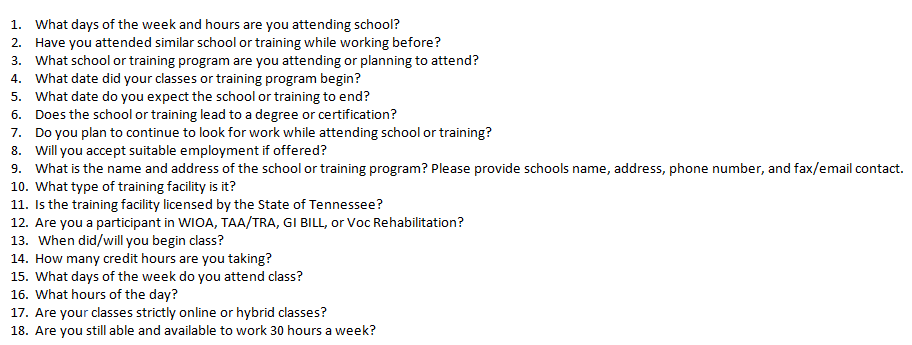 1. What days of the week and hours are you attending school?
2. Have you attended similar school or training while working before?
3. What school or training program are you attending or planning to attend?
4. What date did your classes or training program begin?
5. What date do you expect the school or training to end?
6. Does the school or training lead to a degree or certification?
7. Do you plan to continue to look for work while attending school or training?
8. Will you accept suitable employment if offered?
9. What is the name and address of the school or training program? Please provide schools name, address, phone number, and fax/email contact.
10. What type of training facility is it?
11. Is the training facility licensed by the State of Tennessee?
12. Are you a participant in WIOA, TAA/TRA, GI BILL, or Voc Rehabilitation?
13. When did/will you begin class?
14. How many credit hours are you taking?
15. What days of the week do you attend class?
16. What hours of the day?
17. Are your classes strictly online or hybrid classes?
18. Are you still able and available to work 30 hours a week?